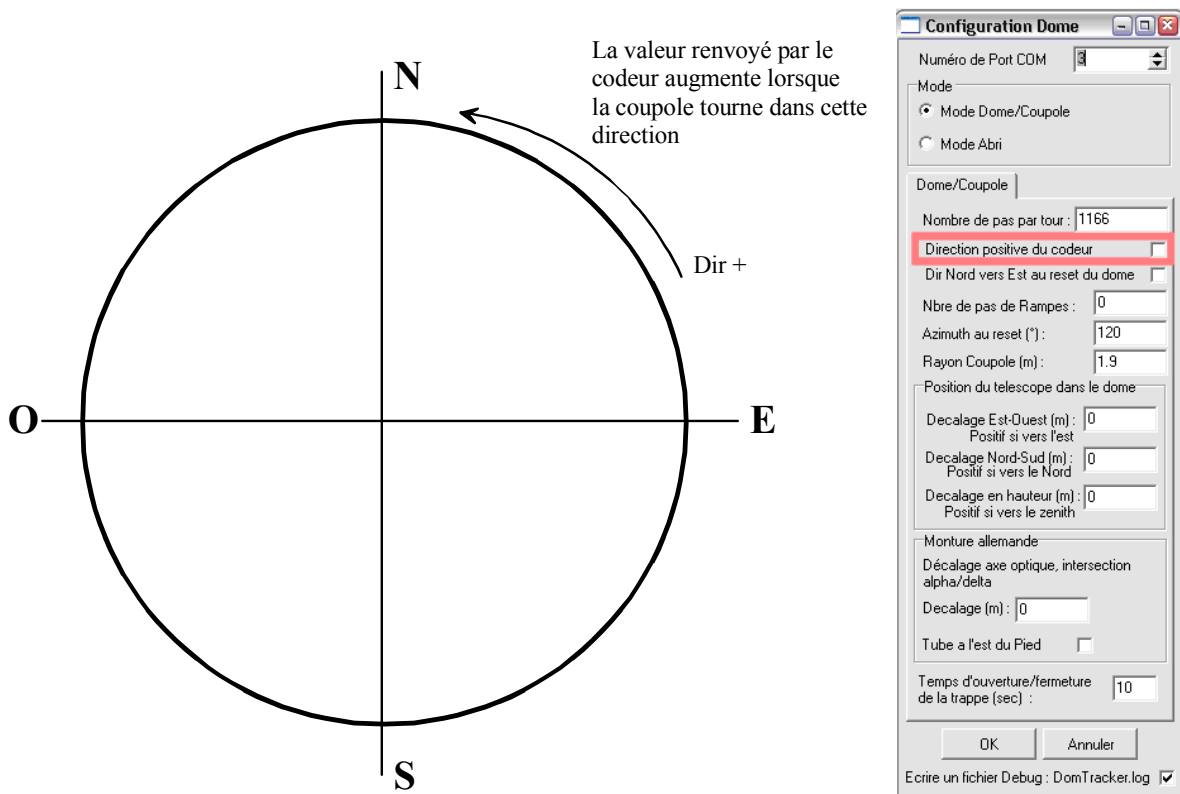 La valeur renvoyé par le
codeur augmente lorsque
la coupole tourne dans cette
direction
N
Dir +
O
E
S
Configuration Dome
Numéro de Port COM 3
Mode
Mode Dome/Coupole
Mode Abri
Dome/Coupole
Nombre de pas par tour : 1166
Direction positive du codeur
Dir Nord vers Est au reset du dome
Nbre de pas de Rampes : 0
Azimuth au reset (°) : 120
Rayon Coupole (m) : 1.9
Position du telescope dans le dome
Decalage Est-Ouest (m) : 0
Positif si vers l'est
Decalage Nord-Sud (m) : 0
Positif si vers le Nord
Decalage en hauteur (m) : 0
Positif si vers le zenith
Monture allemande
Décalage axe optique, intersection
alpha/delta
Decalage (m) : 0
Tube a l'est du Pied
Temps d'ouverture/fermeture
de la trappe (sec) : 10
OK Annuler
Ecrire un fichier Debug : DomTracker.log